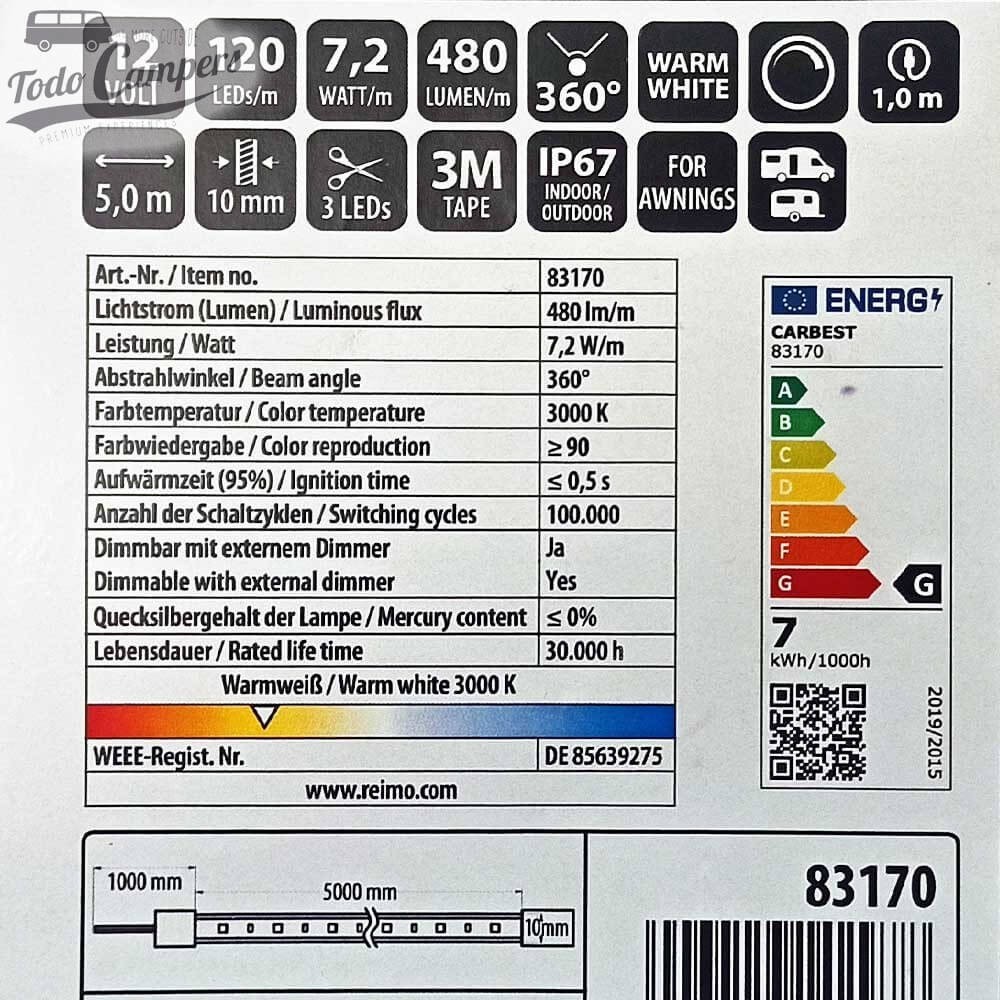 MORE OUTSIDE
Todo Campers
PREMIUM EXPERIENCES
12
VOLT
120
LEDs/m
7,2
WATT/m
480
LUMEN/m
360°
WARM
WHITE
1,0 m
5,0 m
10 mm
3 LEDs
3M
TAPE
IP67
INDOOR/
OUTDOOR
FOR
AWNINGS
Art.-Nr. / Item no. 83170
Lichtstrom (Lumen) / Luminous flux 480 lm/m
Leistung / Watt 7,2 W/m
Abstrahlwinkel / Beam angle 360°
Farbtemperatur / Color temperature 3000 K
Farbwiedergabe / Color reproduction ≥ 90
Aufwärmzeit (95%) / Ignition time ≤ 0,5 s
Anzahl der Schaltzyklen / Switching cycles 100.000
Dimmbar mit externem Dimmer Ja
Dimmable with external dimmer Yes
Quecksilbergehalt der Lampe / Mercury content ≤ 0%
Lebensdauer / Rated life time 30.000 h
Warmweiß / Warm white 3000 K
WEEE-Regist. Nr. DE 85639275
www.reimo.com
ENERG
CARBEST
83170
A
B
C
D
E
F
G G
7
kWh/1000h
2019/2015
1000 mm
5000 mm
10 mm
83170